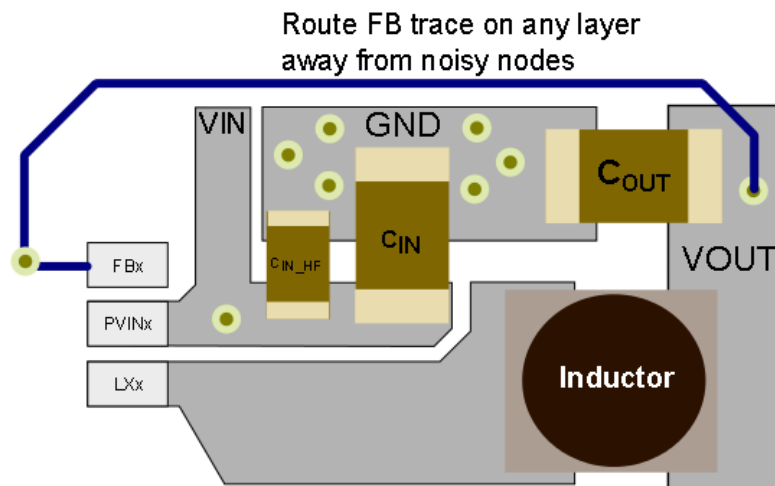 Route FB trace on any layer
away from noisy nodes
VIN
GND
COUT
CIN
CIN_HF
VOUT
FBx
PVINx
LXx
Inductor